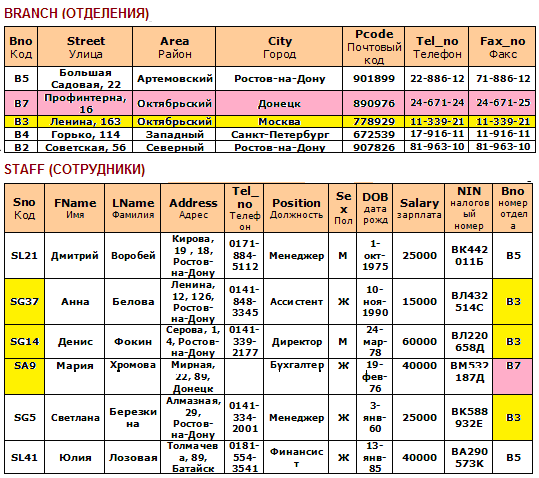 BRANCH (ОТДЕЛЕНИЯ)
Bno Код | Street Улица | Area Район | City Город | Pcode Почтовый код | Tel_no Телефон | Fax_no Факс
B5 | Большая Садовая, 22 | Артемовский | Ростов-на-Дону | 901899 | 22-886-12 | 71-886-12
B7 | Профинтерна, 16 | Октябрьский | Донецк | 890976 | 24-671-24 | 24-671-25
B3 | Ленина, 163 | Октябрьский | Москва | 778929 | 11-339-21 | 11-339-21
B4 | Горько, 114 | Западный | Санкт-Петербург | 672539 | 17-916-11 | 11-916-11
B2 | Советская, 56 | Северный | Ростов-на-Дону | 907826 | 81-963-10 | 81-963-10
STAFF (СОТРУДНИКИ)
Sno Код | FName Имя | LName Фамилия | Address Адрес | Tel_no Телефон | Position Должность | Sex Пол | DOB дата рожд | Salary зарплата | NIN налоговый номер | Bno номер отдела
SL21 | Дмитрий | Воробей | Кирова, 19 , 18, Ростов-на-Дону | 0171-884-5112 | Менеджер | М | 1-окт-1975 | 25000 | ВК442011Б | B5
SG37 | Анна | Белова | Ленина, 12, 126, Ростов-на-Дону | 0141-848-3345 | Ассистент | Ж | 10-ноя-1990 | 15000 | ВЛ432514С | B3
SG14 | Денис | Фокин | Серова, 1, 4, Ростов-на-Дону | 0141-339-2177 | Директор | М | 24-мар-78 | 60000 | ВЛ220658Д | B3
SA9 | Мария | Хромова | Мирная, 22, 89, Донецк | Бухгалтер | Ж | 19-фев-76 | 40000 | ВМ532187Д | B7
SG5 | Светлана | Березкина | Алмазная, 29, Ростов-на-Дону | 0141-334-2001 | Менеджер | Ж | 3-янв-60 | 25000 | ВК588932Е | B3
SL41 | Юлия | Лозовая | Толмачева, 89, Батайск | 0181-554-3541 | Финансист | Ж | 13-янв-85 | 40000 | ВА290573К | B5